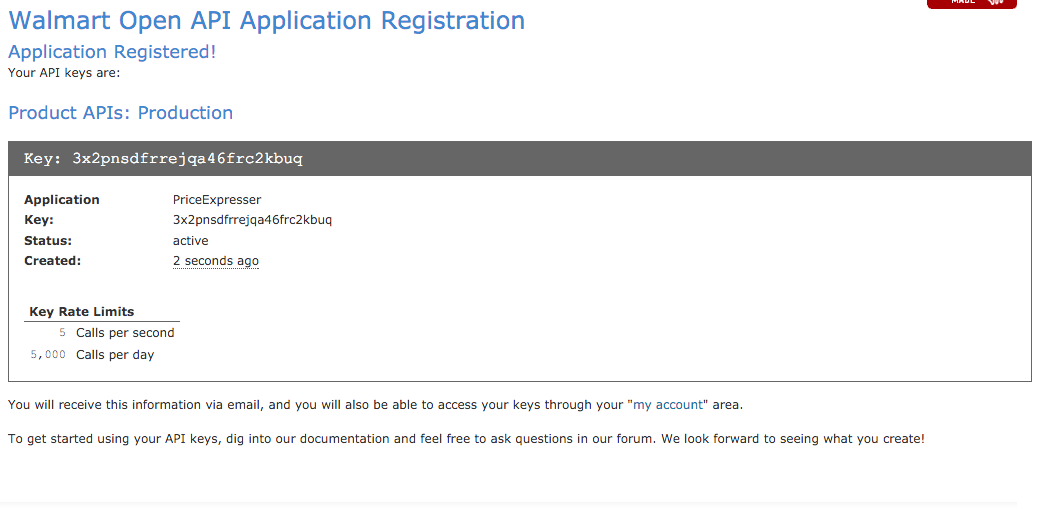 Walmart Open API Application Registration
Application Registered!
Your API keys are:
Product APIs: Production
Key: 3x2pnsdfrrejqa46frc2kbuq
Application PriceExpresser
Key: 3x2pnsdfrrejqa46frc2kbuq
Status: active
Created: 2 seconds ago
Key Rate Limits
5 Calls per second
5,000 Calls per day
You will receive this information via email, and you will also be able to access your keys through your "my account" area.
To get started using your API keys, dig into our documentation and feel free to ask questions in our forum. We look forward to seeing what you create!